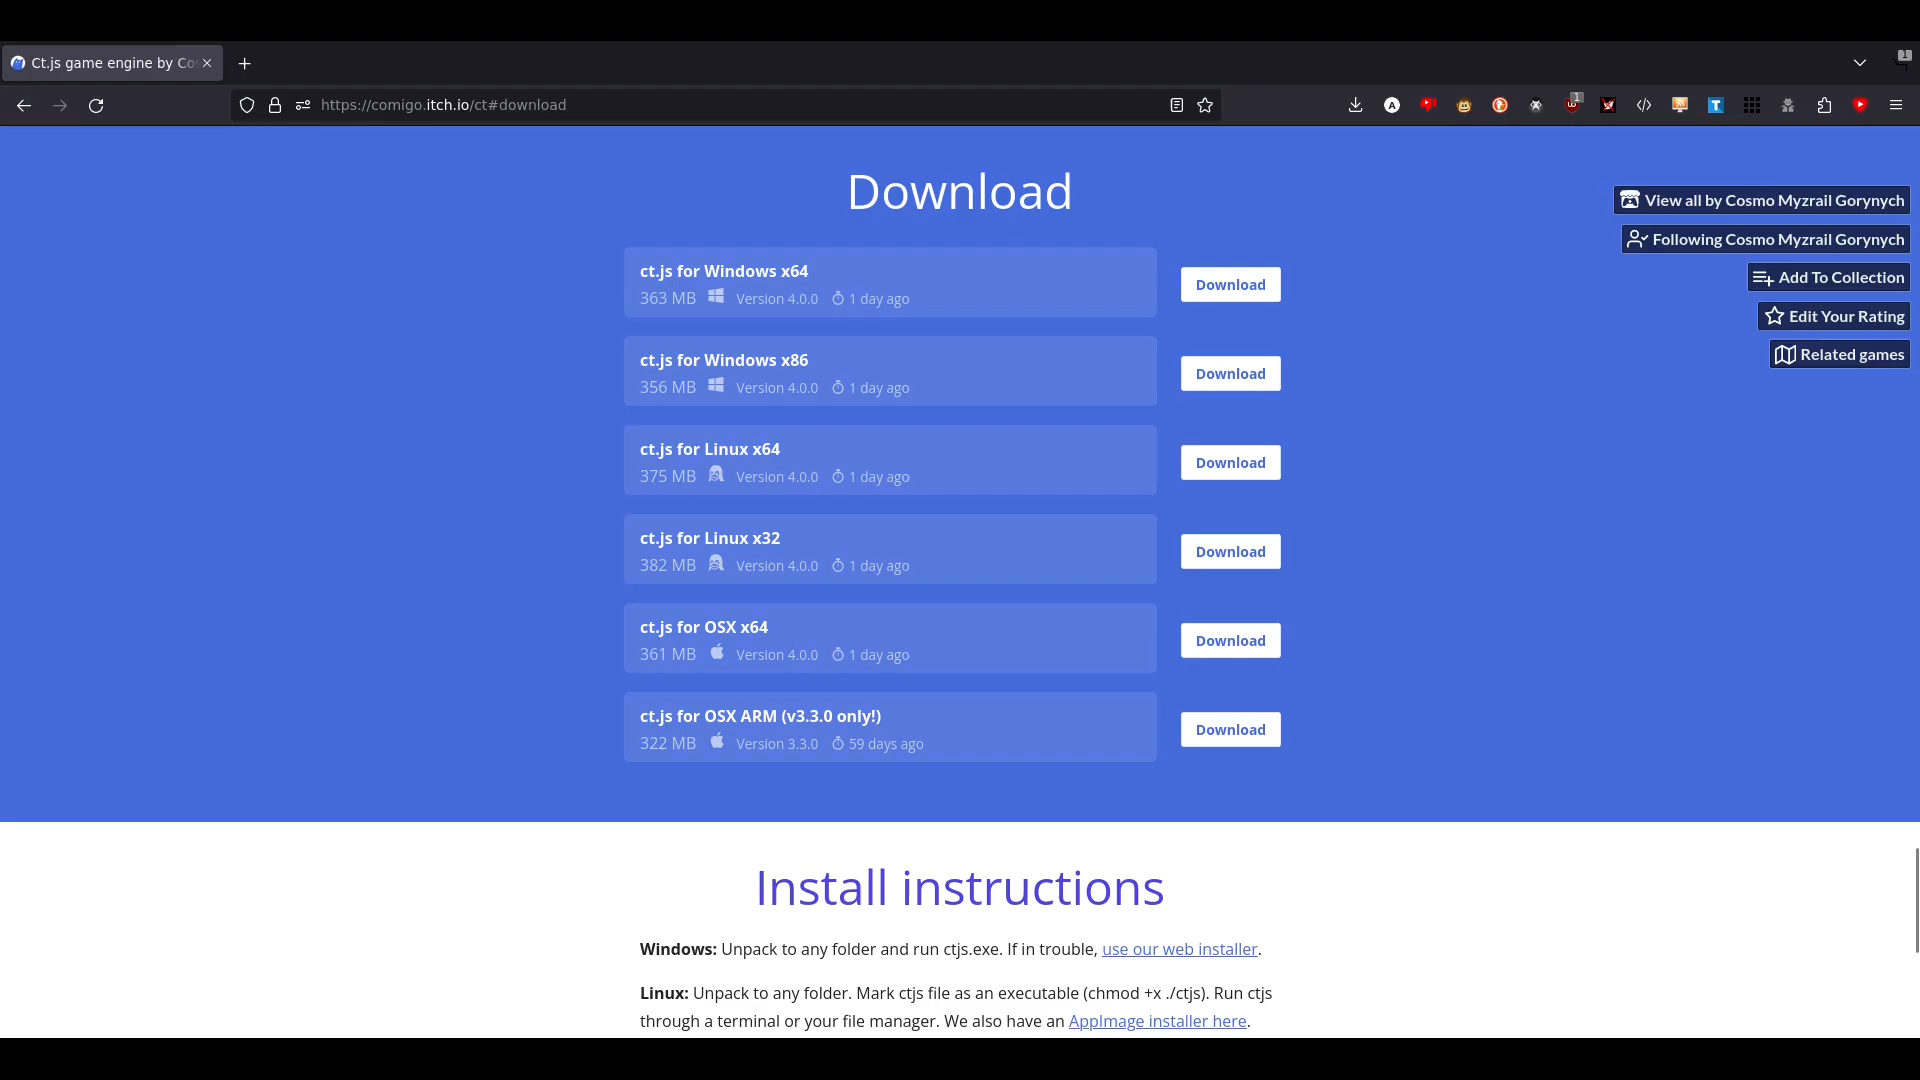 Ct.js game engine by Co
1
https://comigo.itch.io/ct#download
A
1
T
Download
View all by Cosmo Myzrail Gorynych
Following Cosmo Myzrail Gorynych
Add To Collection
Edit Your Rating
Related games
ct.js for Windows x64
363 MB Version 4.0.0 1 day ago
Download
ct.js for Windows x86
356 MB Version 4.0.0 1 day ago
Download
ct.js for Linux x64
375 MB Version 4.0.0 1 day ago
Download
ct.js for Linux x32
382 MB Version 4.0.0 1 day ago
Download
ct.js for OSX x64
361 MB Version 4.0.0 1 day ago
Download
ct.js for OSX ARM (v3.3.0 only!)
322 MB Version 3.3.0 59 days ago
Download
Install instructions
Windows: Unpack to any folder and run ctjs.exe. If in trouble, use our web installer.
Linux: Unpack to any folder. Mark ctjs file as an executable (chmod +x ./ctjs). Run ctjs
through a terminal or your file manager. We also have an AppImage installer here.